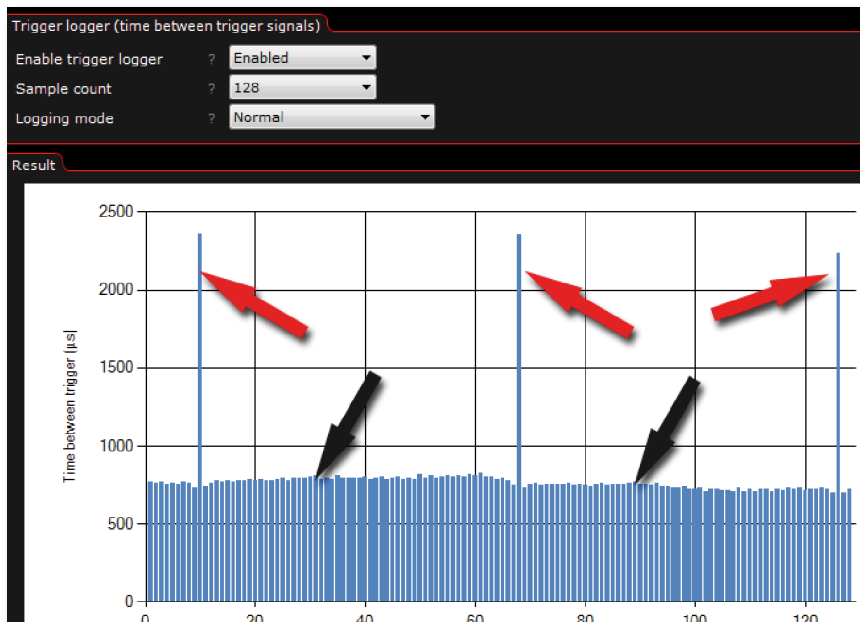 Trigger logger (time between trigger signals)
Enable trigger logger ? Enabled
Sample count ? 128
Logging mode ? Normal
Result
2500
2000
1500
1000
500
0
Time between trigger [µs]
0 20 40 60 80 100 120